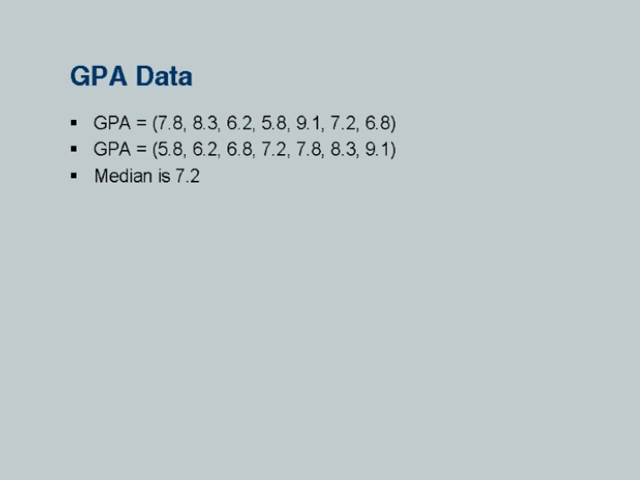 GPA Data
▪ GPA = (7.8, 8.3, 6.2, 5.8, 9.1, 7.2, 6.8)
▪ GPA = (5.8, 6.2, 6.8, 7.2, 7.8, 8.3, 9.1)
▪ Median is 7.2